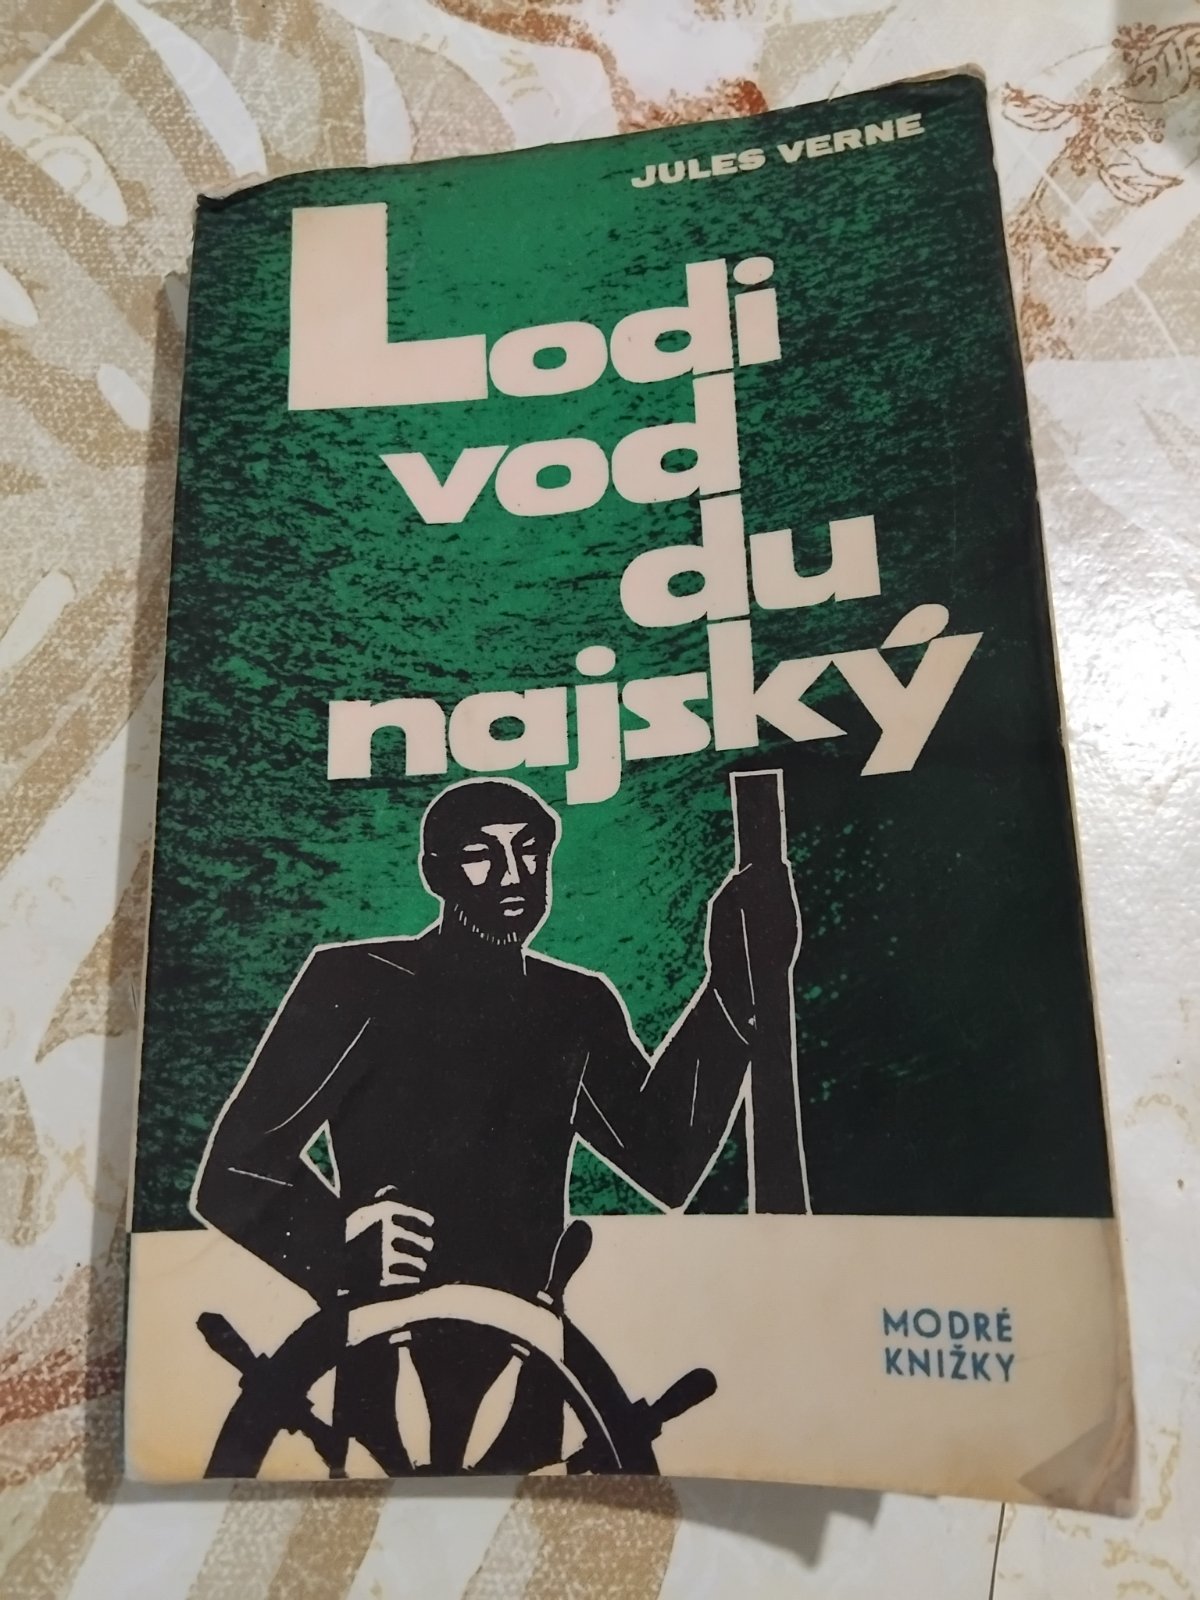 JULES VERNE
Lodi
vod
du
najský
MODRÉ
KNIŽKY